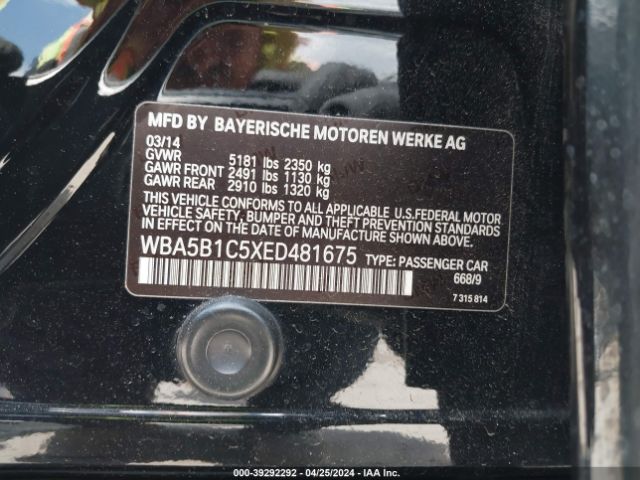 MFD BY BAYERISCHE MOTOREN WERKE AG
03/14
GVWR 5181 lbs 2350 kg
GAWR FRONT 2491 lbs 1130 kg
GAWR REAR 2910 lbs 1320 kg
THIS VEHICLE CONFORMS TO ALL APPLICABLE U.S.FEDERAL MOTOR
VEHICLE SAFETY, BUMPER AND THEFT PREVENTION STANDARDS
IN EFFECT ON THE DATE OF MANUFACTURE SHOWN ABOVE.
WBA5B1C5XED481675 TYPE: PASSENGER CAR
668/9
7 315 814
000-39292292 - 04/25/2024 - IAA Inc.